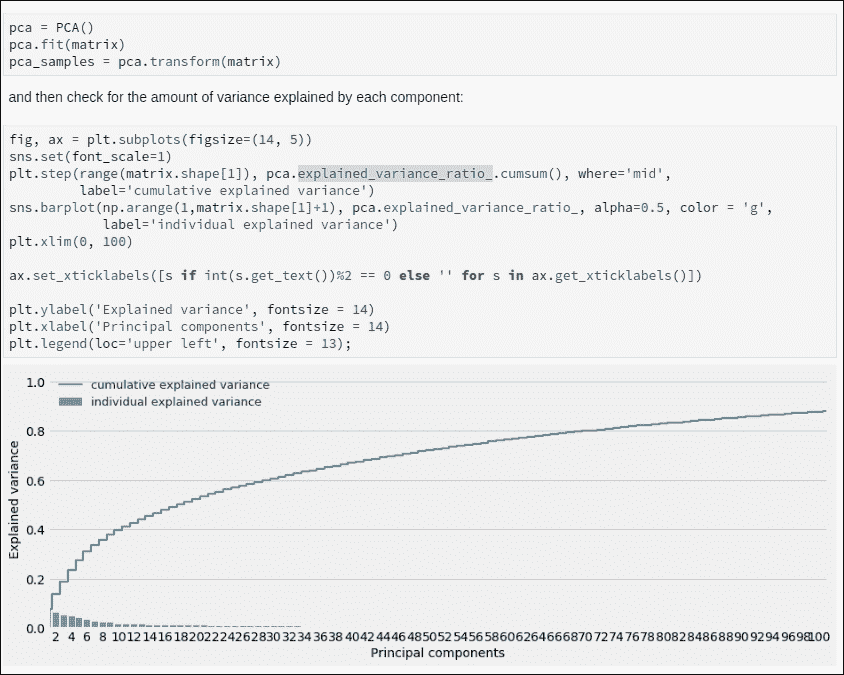 pca = PCA()
pca.fit(matrix)
pca_samples = pca.transform(matrix)
and then check for the amount of variance explained by each component:
fig, ax = plt.subplots(figsize=(14, 5))
sns.set(font_scale=1)
plt.step(range(matrix.shape[1]), pca.explained_variance_ratio_.cumsum(), where='mid',
         label='cumulative explained variance')
sns.barplot(np.arange(1,matrix.shape[1]+1), pca.explained_variance_ratio_, alpha=0.5, color = 'g',
            label='individual explained variance')
plt.xlim(0, 100)
ax.set_xticklabels([s if int(s.get_text())%2 == 0 else '' for s in ax.get_xticklabels()])
plt.ylabel('Explained variance', fontsize = 14)
plt.xlabel('Principal components', fontsize = 14)
plt.legend(loc='upper left', fontsize = 13);
cumulative explained variance
individual explained variance
Explained variance
1.0
0.8
0.6
0.4
0.2
0.0
2 4 6 8 10 12 14 16 18 20 22 24 26 28 30 32 34 36 38 40 42 44 46 48 50 52 54 56 58 60 62 64 66 68 70 72 74 76 78 80 82 84 86 88 90 92 94 96 98 100
Principal components